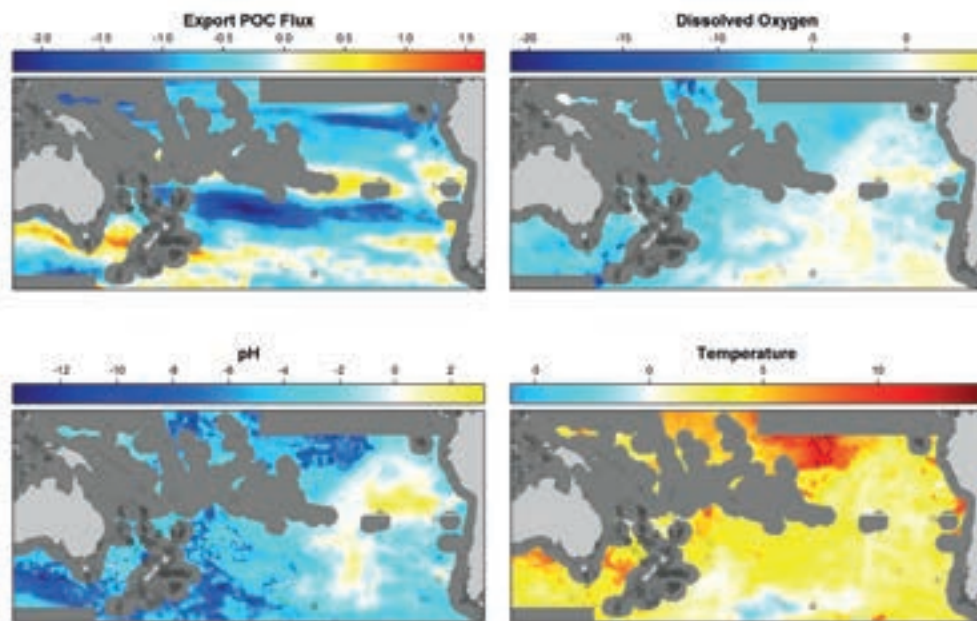 Export POC Flux
-2.0 -1.5 -1.0 -0.5 0.0 0.5 1.0 1.5
Dissolved Oxygen
-20 -15 -10 -5 0
pH
-12 -10 -8 -6 -4 -2 0 2
Temperature
-5 0 5 10